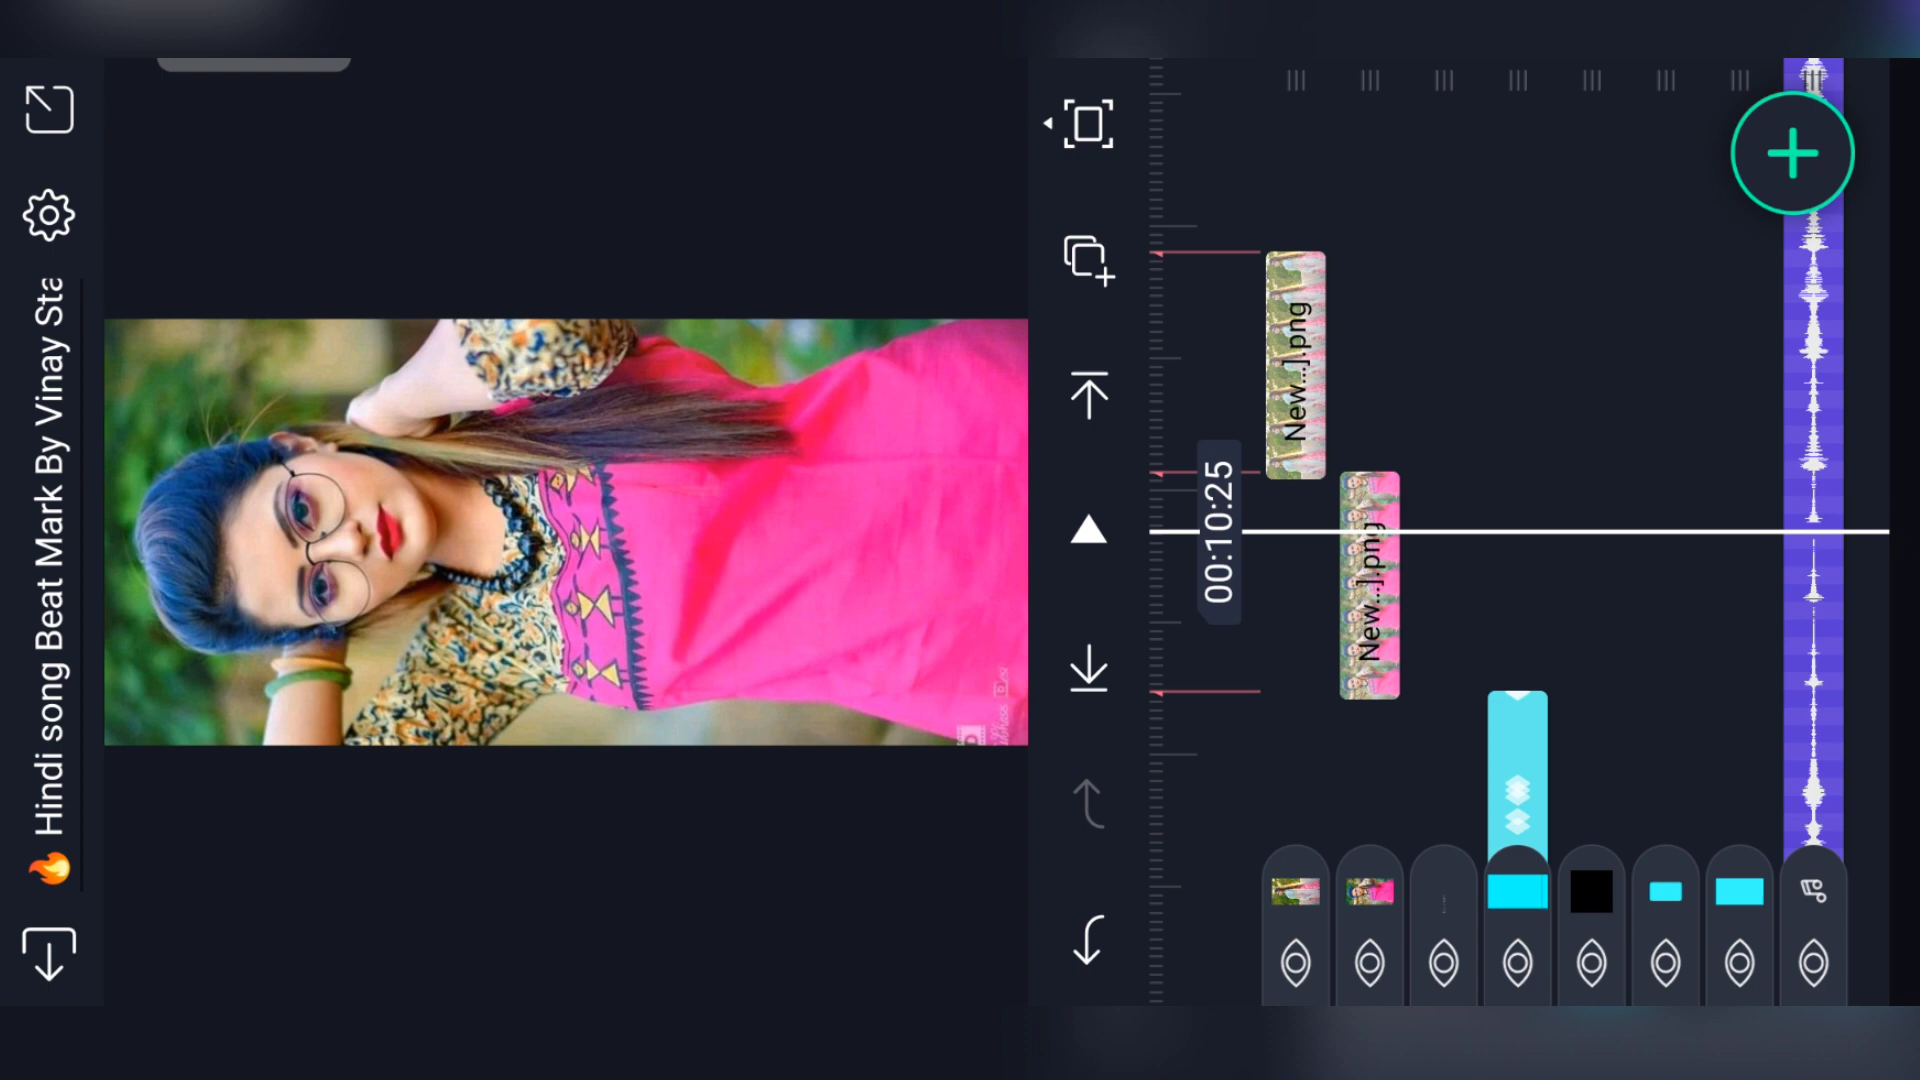 🔥 Hindi song Beat Mark By Vinay Sta
00:10:25
New...].png
New...].png